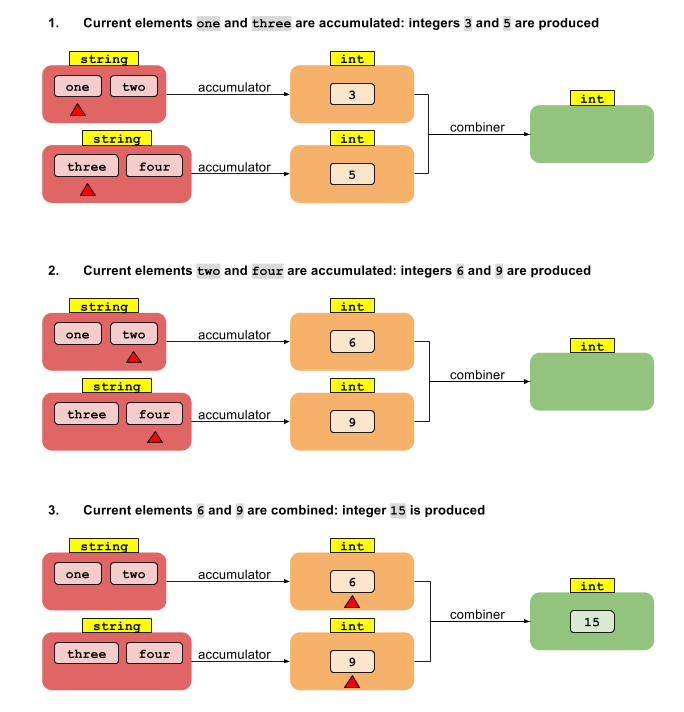 1. Current elements one and three are accumulated: integers 3 and 5 are produced
string
int
one two
accumulator
3
int
string
int
combiner
three four
accumulator
5
2. Current elements two and four are accumulated: integers 6 and 9 are produced
string
int
one two
accumulator
6
int
string
int
combiner
three four
accumulator
9
3. Current elements 6 and 9 are combined: integer 15 is produced
string
int
one two
accumulator
6
int
string
int
combiner
15
three four
accumulator
9